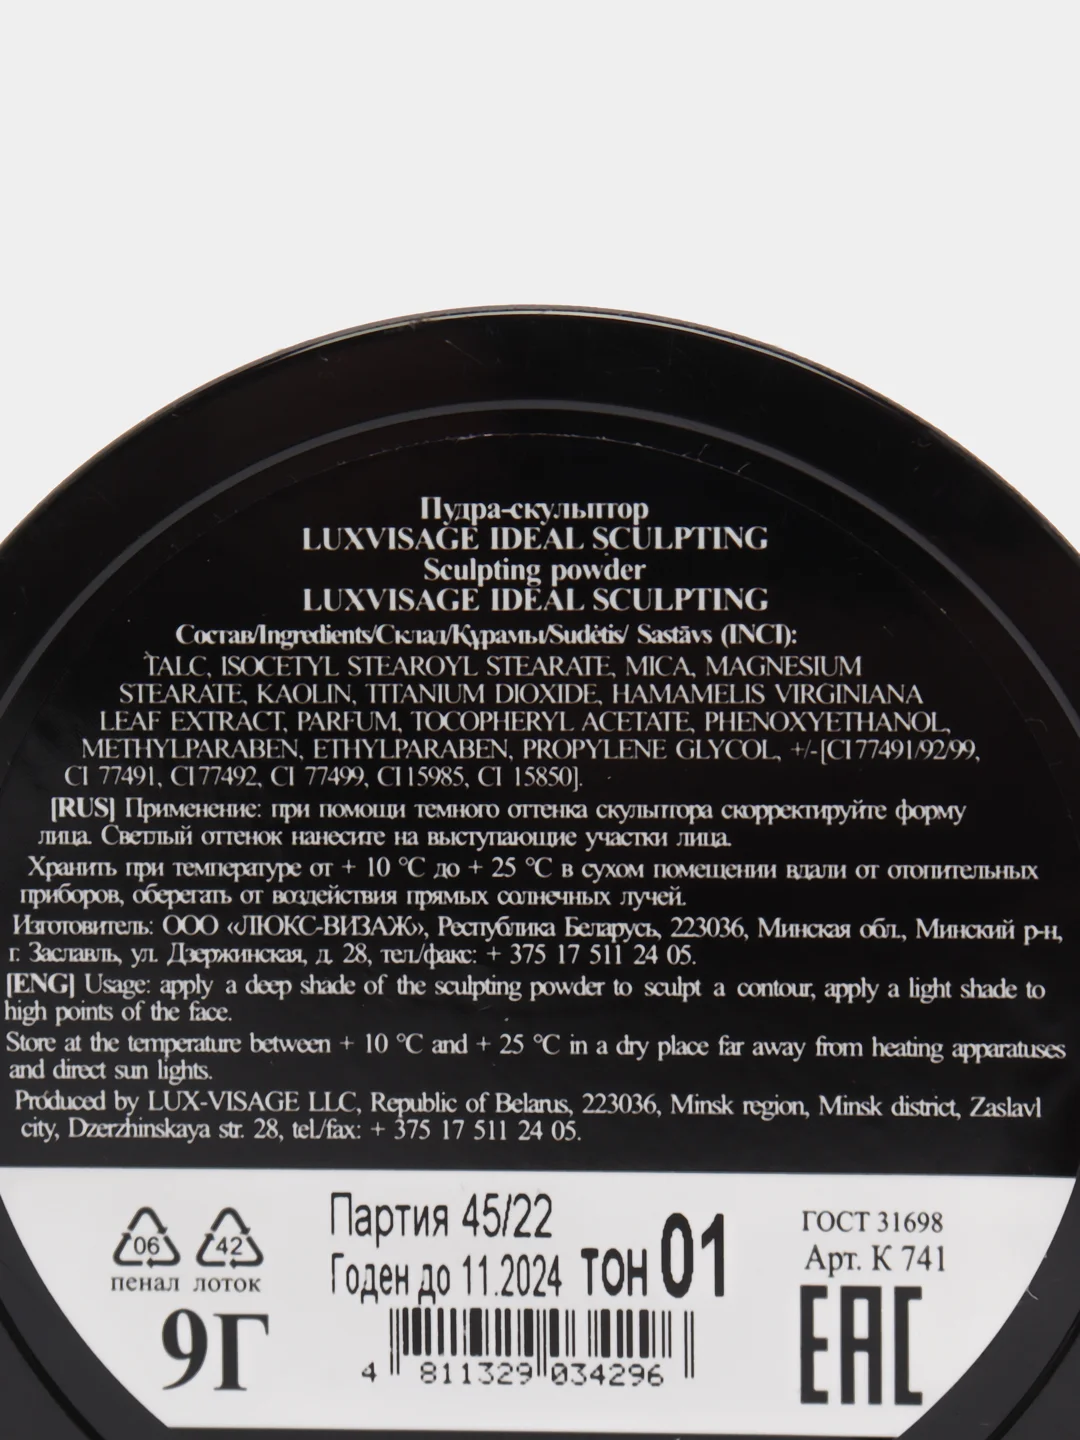 Пудра-скульптор
LUXVISAGE IDEAL SCULPTING
Sculpting powder
LUXVISAGE IDEAL SCULPTING
Состав/Ingredients/Склад/Құрамы/Sudėtis/ Sastāvs (INCI):
TALC, ISOCETYL STEAROYL STEARATE, MICA, MAGNESIUM
STEARATE, KAOLIN, TITANIUM DIOXIDE, HAMAMELIS VIRGINIANA
LEAF EXTRACT, PARFUM, TOCOPHERYL ACETATE, PHENOXYETHANOL,
METHYLPARABEN, ETHYLPARABEN, PROPYLENE GLYCOL, +/-[CI 77491/92/99,
CI 77491, CI 77492, CI 77499, CI 15985, CI 15850].
[RUS] Применение: при помощи темного оттенка скульптора скорректируйте форму
лица. Светлый оттенок нанесите на выступающие участки лица.
Хранить при температуре от + 10 °C до + 25 °C в сухом помещении вдали от отопительных
приборов, оберегать от воздействия прямых солнечных лучей.
Изготовитель: ООО «ЛЮКС-ВИЗАЖ», Республика Беларусь, 223036, Минская обл., Минский р-н,
г. Заславль, ул. Дзержинская, д. 28, тел./факс: + 375 17 511 24 05.
[ENG] Usage: apply a deep shade of the sculpting powder to sculpt a contour, apply a light shade to
high points of the face.
Store at the temperature between + 10 °C and + 25 °C in a dry place far away from heating apparatuses
and direct sun lights.
Produced by LUX-VISAGE LLC, Republic of Belarus, 223036, Minsk region, Minsk district, Zaslavl
city, Dzerzhinskaya str. 28, tel./fax: + 375 17 511 24 05.
06 42
пенал лоток
9Г
Партия 45/22
Годен до 11.2024 тон 01
4 811329 034296
ГОСТ 31698
Арт. К 741
EAC